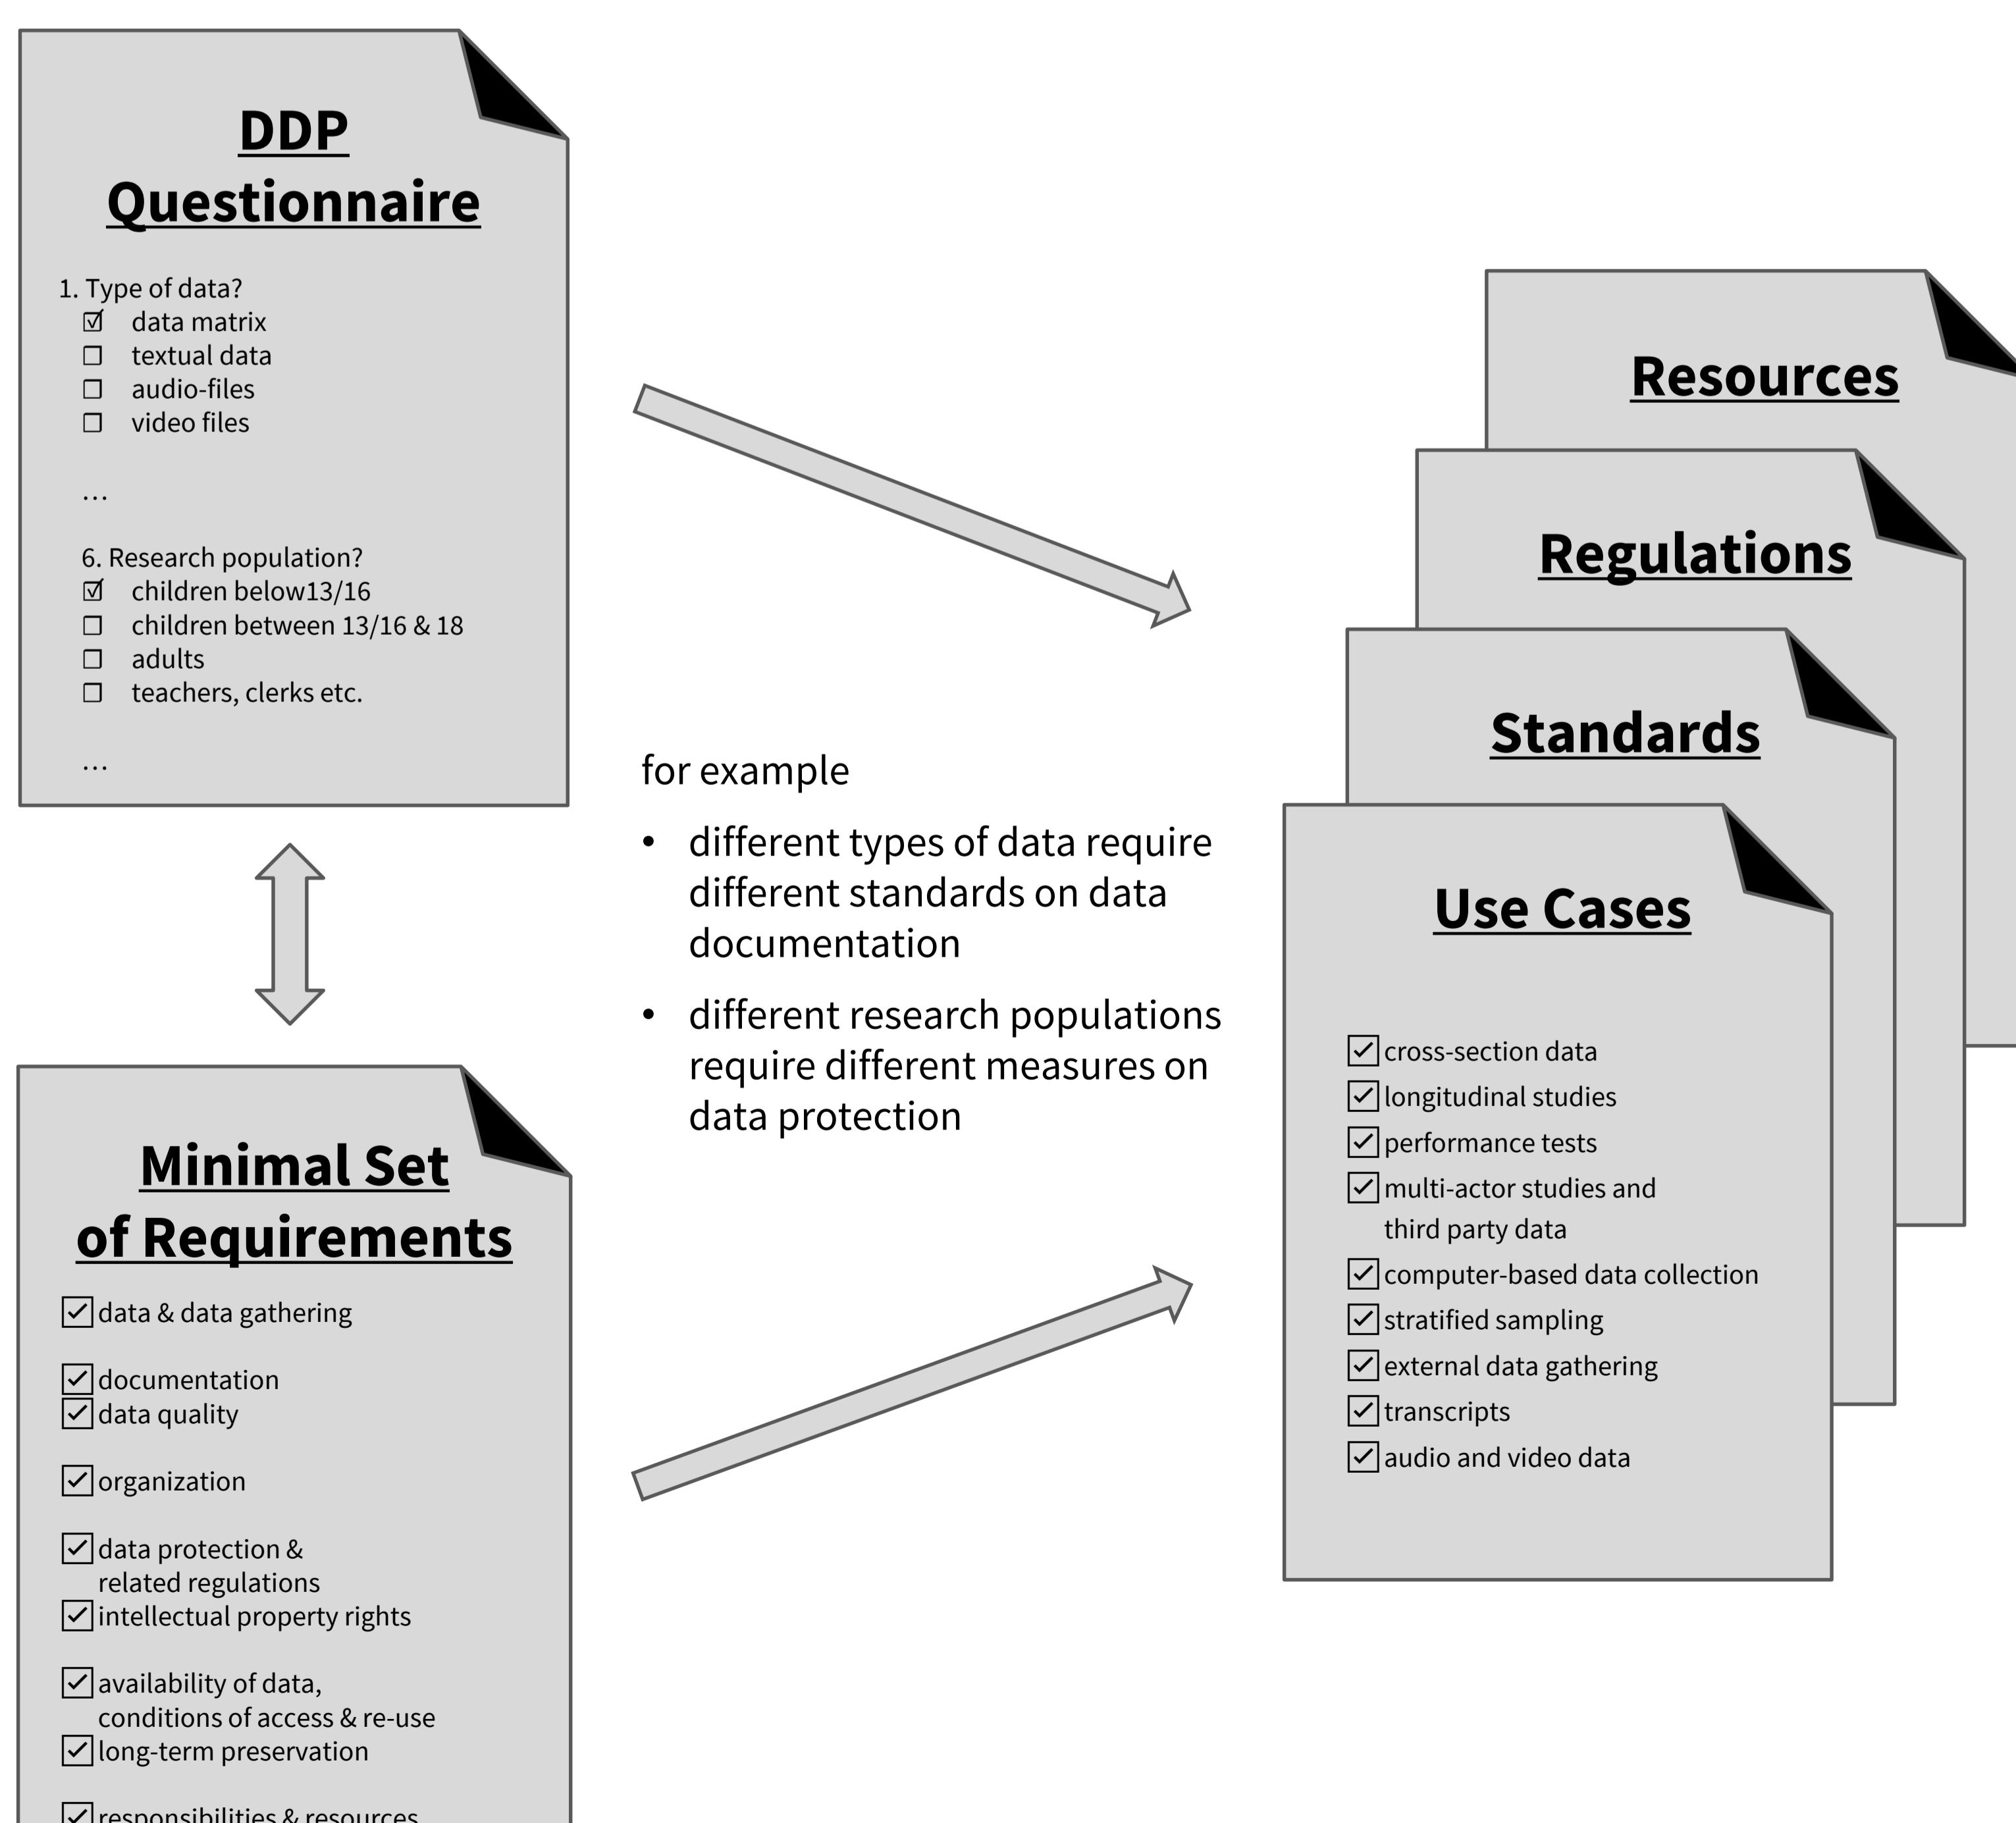 DDP
Questionnaire
1. Type of data?
☑ data matrix
☐ textual data
☐ audio-files
☐ video files
…
6. Research population?
☑ children below13/16
☐ children between 13/16 & 18
☐ adults
☐ teachers, clerks etc.
…
Minimal Set
of Requirements
☑ data & data gathering
☑ documentation
☑ data quality
☑ organization
☑ data protection &
related regulations
☑ intellectual property rights
☑ availability of data,
conditions of access & re-use
☑ long-term preservation
☑ responsibilities & resources
for example
• different types of data require
different standards on data
documentation
• different research populations
require different measures on
data protection
Resources
Regulations
Standards
Use Cases
☑ cross-section data
☑ longitudinal studies
☑ performance tests
☑ multi-actor studies and
third party data
☑ computer-based data collection
☑ stratified sampling
☑ external data gathering
☑ transcripts
☑ audio and video data